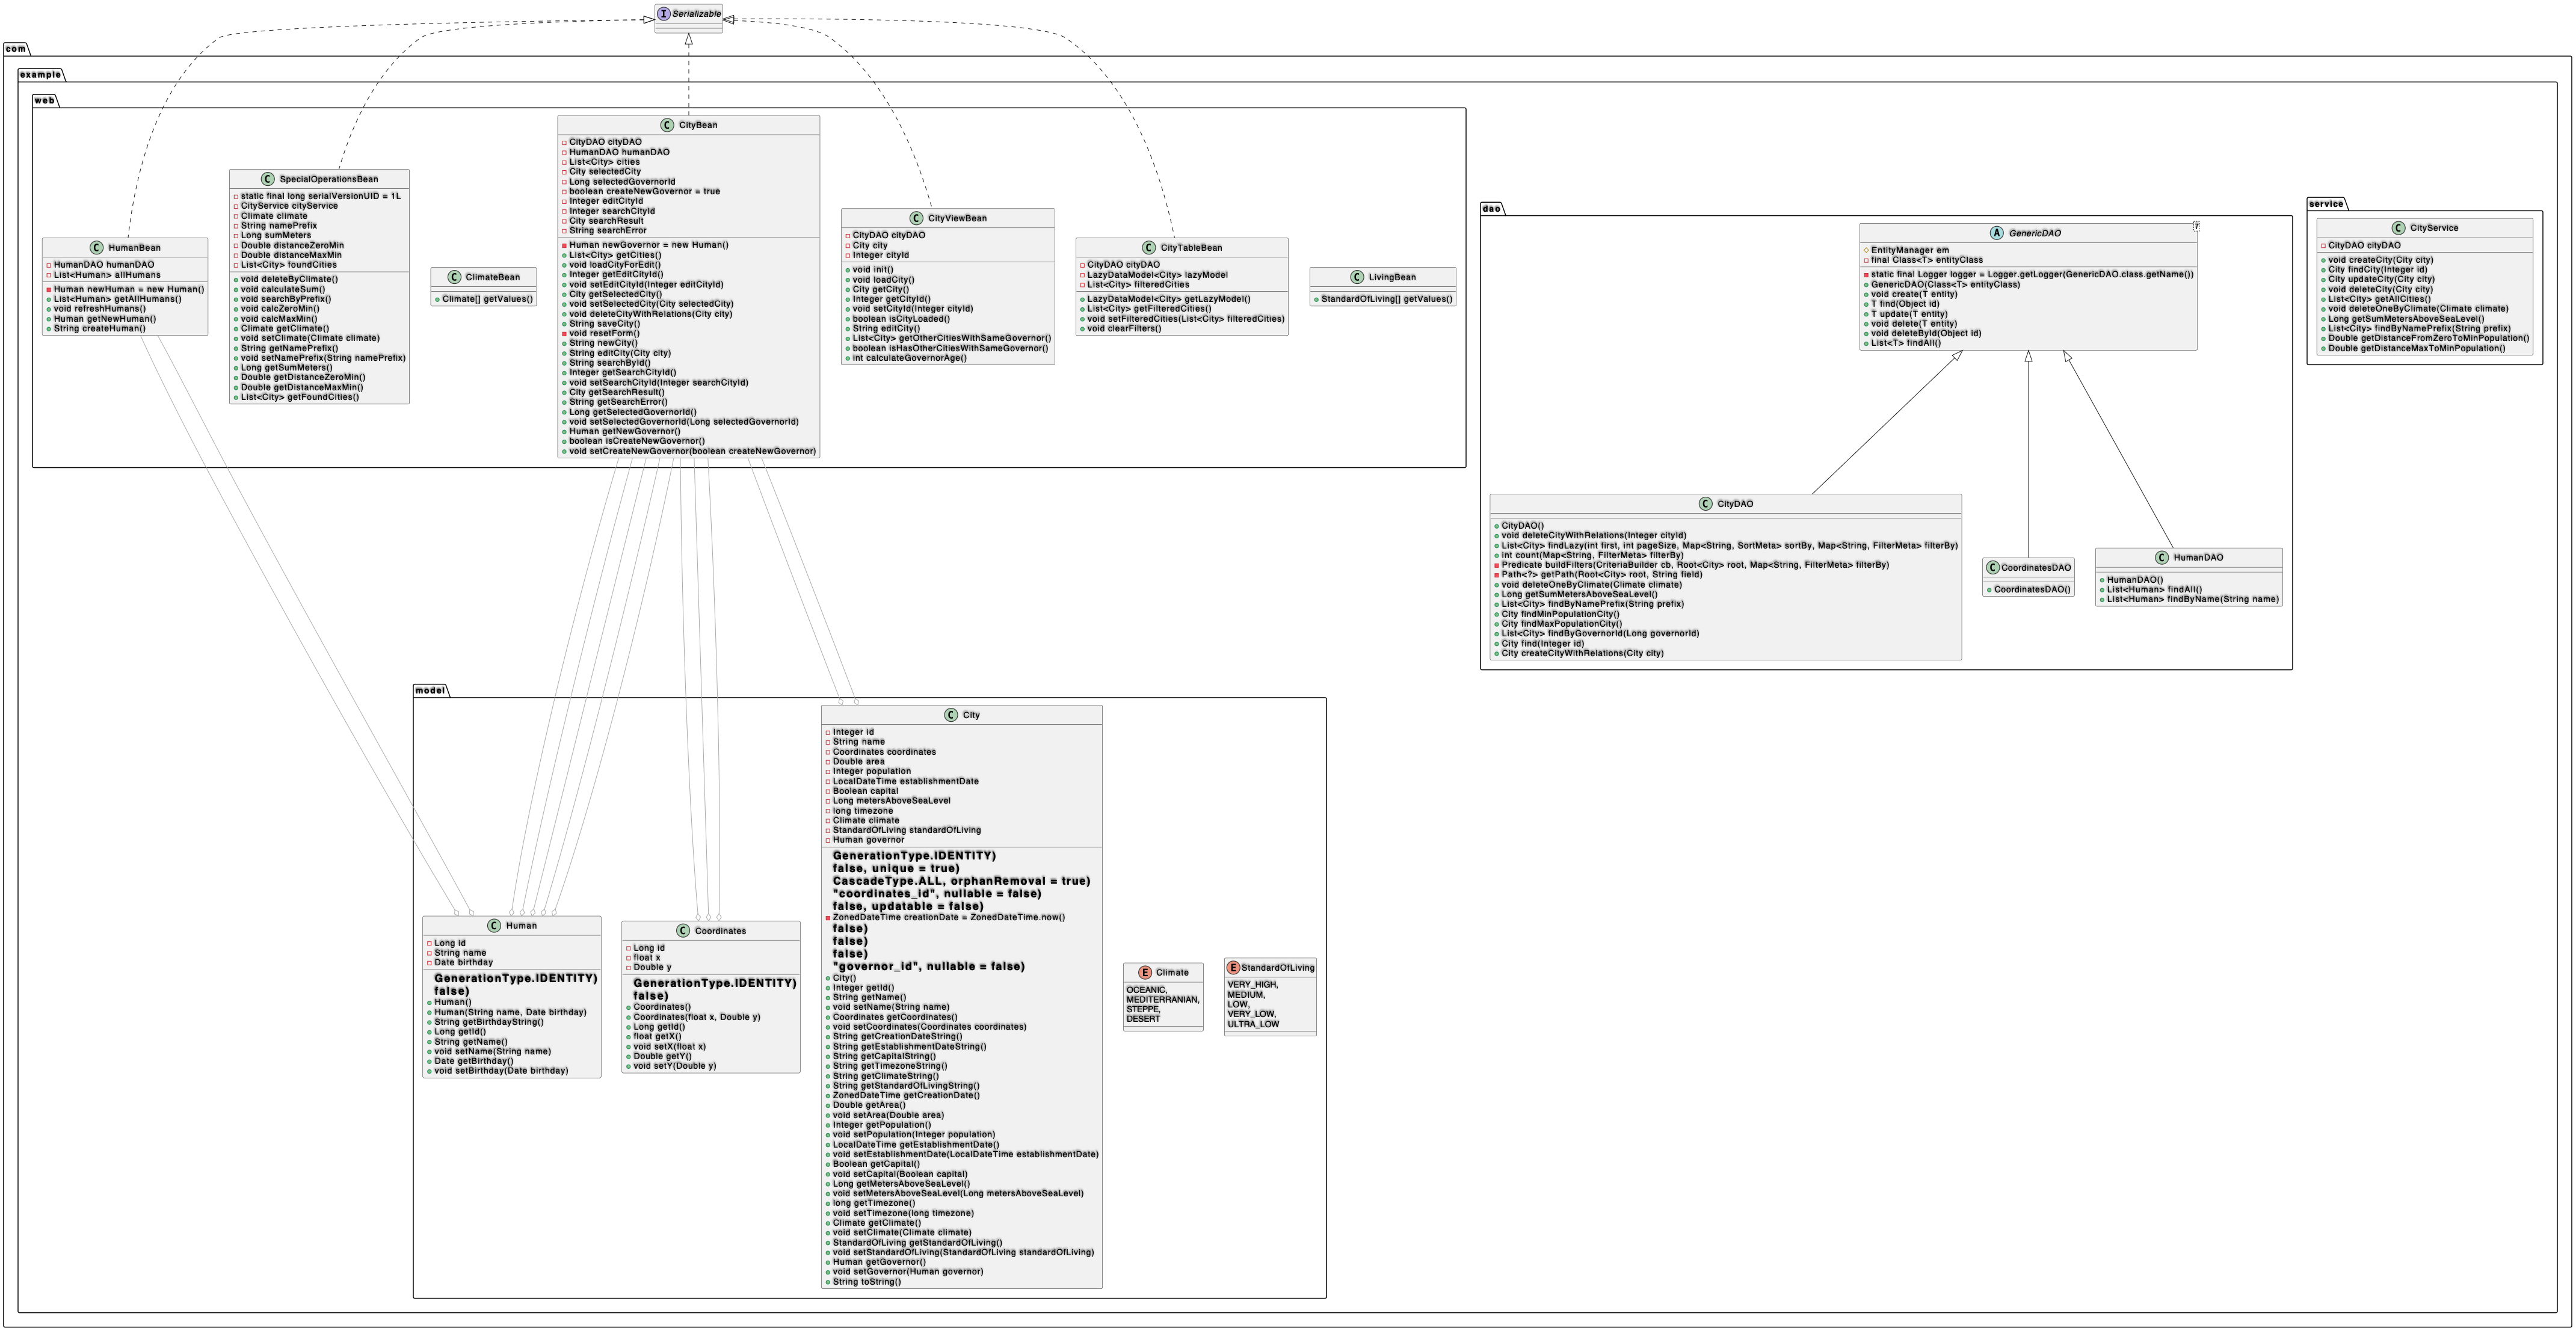 Serializable
com
example
web
HumanBean
HumanDAO humanDAO
List<Human> allHumans
Human newHuman = new Human()
List<Human> getAllHumans()
void refreshHumans()
Human getNewHuman()
String createHuman()
SpecialOperationsBean
static final long serialVersionUID = 1L
CityService cityService
Climate climate
String namePrefix
Long sumMeters
Double distanceZeroMin
Double distanceMaxMin
List<City> foundCities
void deleteByClimate()
void calculateSum()
void searchByPrefix()
void calcZeroMin()
void calcMaxMin()
Climate getClimate()
void setClimate(Climate climate)
String getNamePrefix()
void setNamePrefix(String namePrefix)
Long getSumMeters()
Double getDistanceZeroMin()
Double getDistanceMaxMin()
List<City> getFoundCities()
ClimateBean
Climate[] getValues()
CityBean
CityDAO cityDAO
HumanDAO humanDAO
List<City> cities
City selectedCity
Long selectedGovernorId
boolean createNewGovernor = true
Integer editCityId
Integer searchCityId
City searchResult
String searchError
Human newGovernor = new Human()
List<City> getCities()
void loadCityForEdit()
Integer getEditCityId()
void setEditCityId(Integer editCityId)
City getSelectedCity()
void setSelectedCity(City selectedCity)
void deleteCityWithRelations(City city)
String saveCity()
void resetForm()
String newCity()
String editCity(City city)
String searchById()
Integer getSearchCityId()
void setSearchCityId(Integer searchCityId)
City getSearchResult()
String getSearchError()
Long getSelectedGovernorId()
void setSelectedGovernorId(Long selectedGovernorId)
Human getNewGovernor()
boolean isCreateNewGovernor()
void setCreateNewGovernor(boolean createNewGovernor)
CityViewBean
CityDAO cityDAO
City city
Integer cityId
void init()
void loadCity()
City getCity()
Integer getCityId()
void setCityId(Integer cityId)
boolean isCityLoaded()
String editCity()
List<City> getOtherCitiesWithSameGovernor()
boolean isHasOtherCitiesWithSameGovernor()
int calculateGovernorAge()
CityTableBean
CityDAO cityDAO
LazyDataModel<City> lazyModel
List<City> filteredCities
LazyDataModel<City> getLazyModel()
List<City> getFilteredCities()
void setFilteredCities(List<City> filteredCities)
void clearFilters()
LivingBean
StandardOfLiving[] getValues()
dao
GenericDAO
T
EntityManager em
final Class<T> entityClass
static final Logger logger = Logger.getLogger(GenericDAO.class.getName())
GenericDAO(Class<T> entityClass)
void create(T entity)
T find(Object id)
T update(T entity)
void delete(T entity)
void deleteById(Object id)
List<T> findAll()
CityDAO
CityDAO()
void deleteCityWithRelations(Integer cityId)
List<City> findLazy(int first, int pageSize, Map<String, SortMeta> sortBy, Map<String, FilterMeta> filterBy)
int count(Map<String, FilterMeta> filterBy)
Predicate buildFilters(CriteriaBuilder cb, Root<City> root, Map<String, FilterMeta> filterBy)
Path<?> getPath(Root<City> root, String field)
void deleteOneByClimate(Climate climate)
Long getSumMetersAboveSeaLevel()
List<City> findByNamePrefix(String prefix)
City findMinPopulationCity()
City findMaxPopulationCity()
List<City> findByGovernorId(Long governorId)
City find(Integer id)
City createCityWithRelations(City city)
CoordinatesDAO
CoordinatesDAO()
HumanDAO
HumanDAO()
List<Human> findAll()
List<Human> findByName(String name)
service
CityService
CityDAO cityDAO
void createCity(City city)
City findCity(Integer id)
City updateCity(City city)
void deleteCity(City city)
List<City> getAllCities()
void deleteOneByClimate(Climate climate)
Long getSumMetersAboveSeaLevel()
List<City> findByNamePrefix(String prefix)
Double getDistanceFromZeroToMinPopulation()
Double getDistanceMaxToMinPopulation()
model
Human
Long id
String name
Date birthday
GenerationType.IDENTITY)
false)
Human()
Human(String name, Date birthday)
String getBirthdayString()
Long getId()
String getName()
void setName(String name)
Date getBirthday()
void setBirthday(Date birthday)
Coordinates
Long id
float x
Double y
GenerationType.IDENTITY)
false)
Coordinates()
Coordinates(float x, Double y)
Long getId()
float getX()
void setX(float x)
Double getY()
void setY(Double y)
City
Integer id
String name
Coordinates coordinates
Double area
Integer population
LocalDateTime establishmentDate
Boolean capital
Long metersAboveSeaLevel
long timezone
Climate climate
StandardOfLiving standardOfLiving
Human governor
GenerationType.IDENTITY)
false, unique = true)
CascadeType.ALL, orphanRemoval = true)
"coordinates_id", nullable = false)
false, updatable = false)
ZonedDateTime creationDate = ZonedDateTime.now()
false)
false)
false)
"governor_id", nullable = false)
City()
Integer getId()
String getName()
void setName(String name)
Coordinates getCoordinates()
void setCoordinates(Coordinates coordinates)
String getCreationDateString()
String getEstablishmentDateString()
String getCapitalString()
String getTimezoneString()
String getClimateString()
String getStandardOfLivingString()
ZonedDateTime getCreationDate()
Double getArea()
void setArea(Double area)
Integer getPopulation()
void setPopulation(Integer population)
LocalDateTime getEstablishmentDate()
void setEstablishmentDate(LocalDateTime establishmentDate)
Boolean getCapital()
void setCapital(Boolean capital)
Long getMetersAboveSeaLevel()
void setMetersAboveSeaLevel(Long metersAboveSeaLevel)
long getTimezone()
void setTimezone(long timezone)
Climate getClimate()
void setClimate(Climate climate)
StandardOfLiving getStandardOfLiving()
void setStandardOfLiving(StandardOfLiving standardOfLiving)
Human getGovernor()
void setGovernor(Human governor)
String toString()
Climate
OCEANIC,
MEDITERRANIAN,
STEPPE,
DESERT
StandardOfLiving
VERY_HIGH,
MEDIUM,
LOW,
VERY_LOW,
ULTRA_LOW